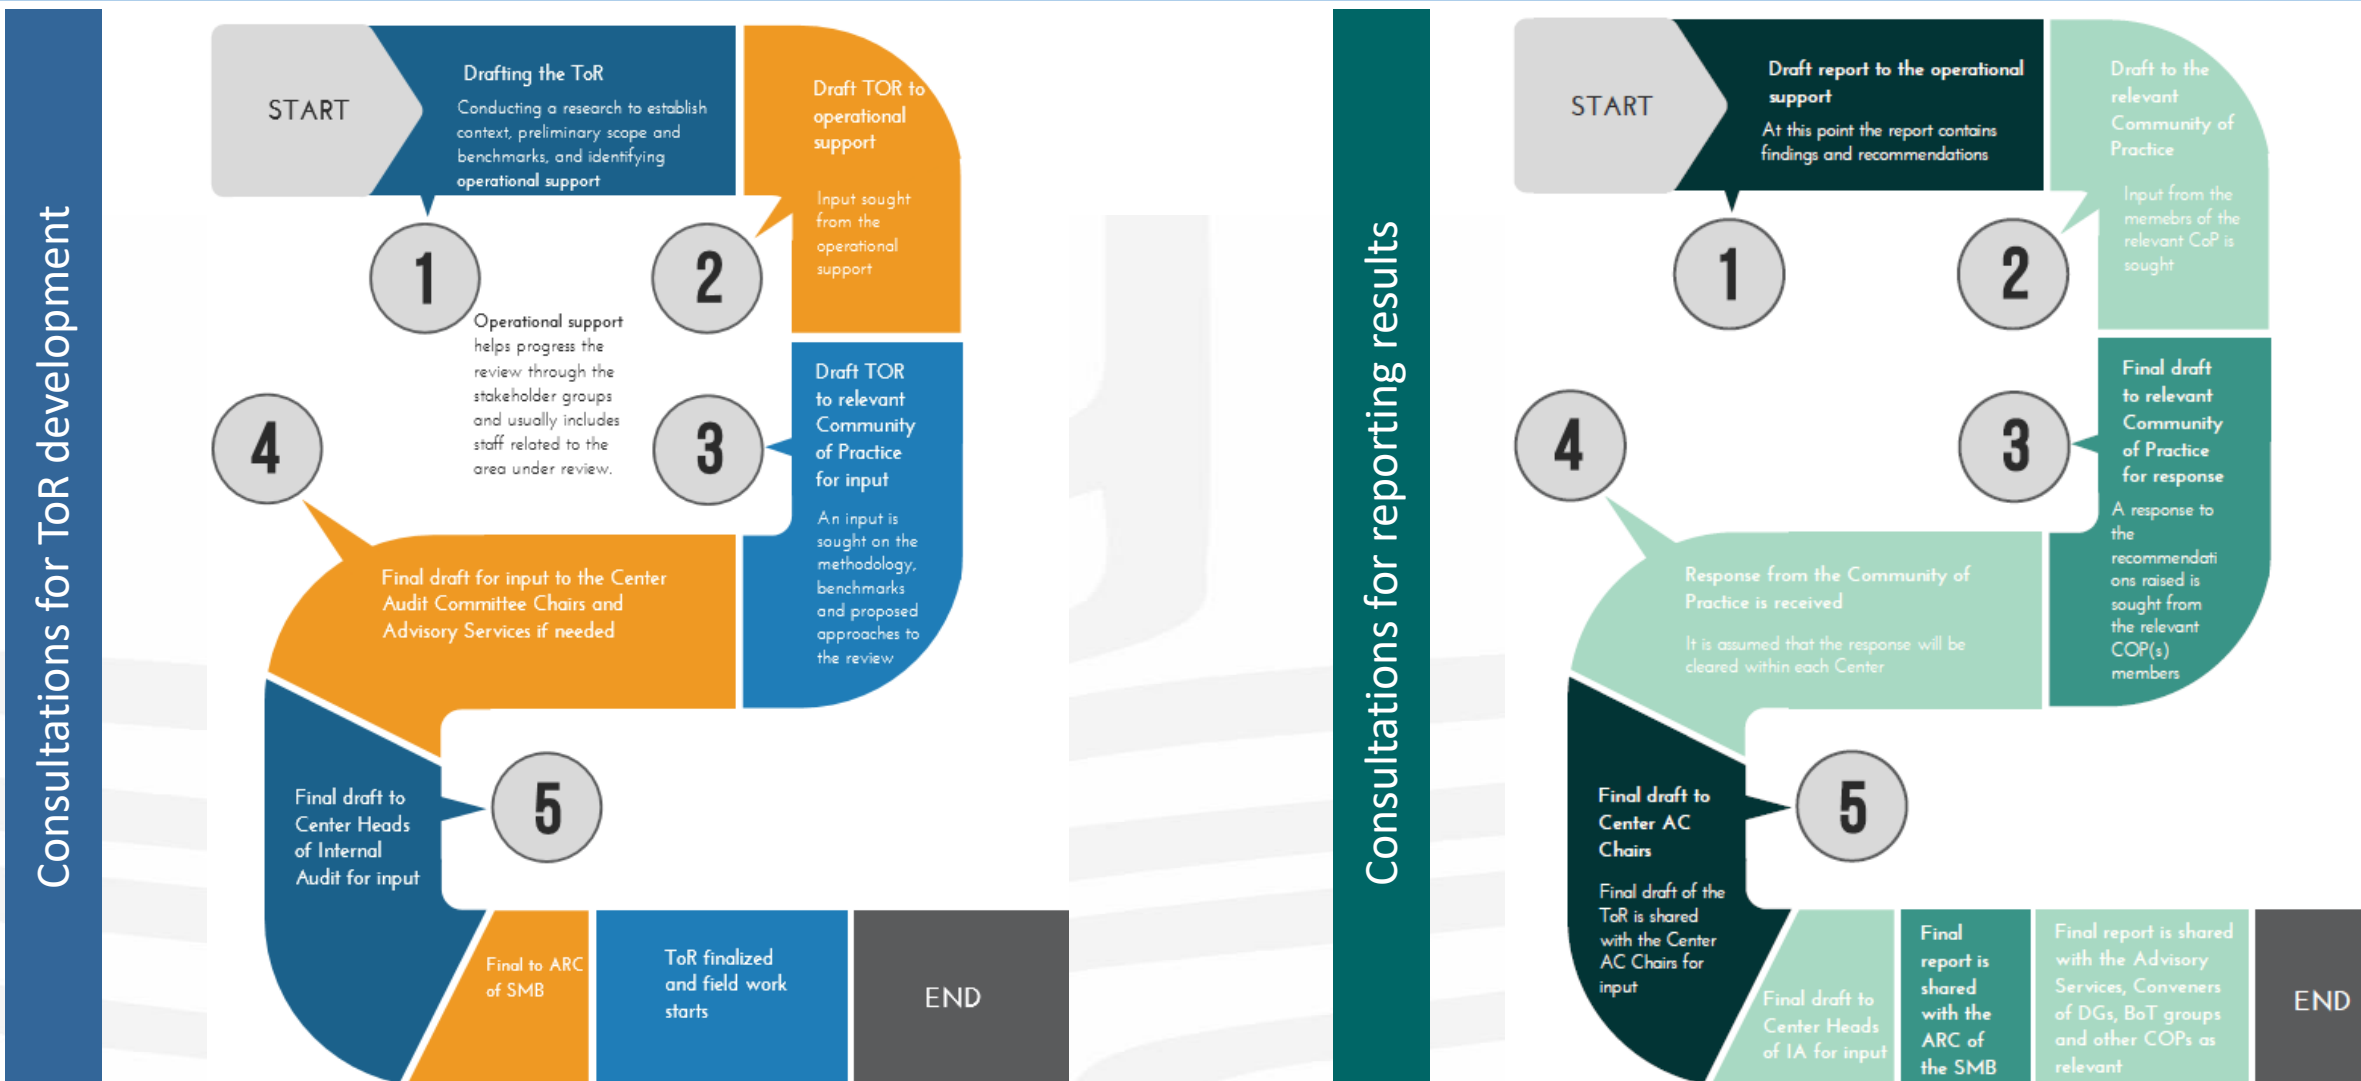 Consultations for ToR development
START
Drafting the ToR
Conducting a research to establish
context, preliminary scope and
benchmarks, and identifying
operational support
1
Draft TOR to
operational
support
Input sought
from the
operational
support
2
Operational support
helps progress the
review through the
stakeholder groups
and usually includes
staff related to the
area under review.
Draft TOR
to relevant
Community
of Practice
for input
An input is
sought on the
methodology,
benchmarks
and proposed
approaches to
the review
3
4
Final draft for input to the Center
Audit Committee Chairs and
Advisory Services if needed
Final draft to
Center Heads
of Internal
Audit for input
5
Final to ARC
of SMB
ToR finalized
and field work
starts
END
Consultations for reporting results
START
Draft report to the operational
support
At this point the report contains
findings and recommendations
1
Draft to the
relevant
Community of
Practice
Input from the
memebrs of the
relevant CoP is
sought
2
Final draft
to relevant
Community
of Practice
for response
A response to
the
recommendati
ons raised is
sought from
the relevant
COP(s)
members
3
4
Response from the Community of
Practice is received
It is assumed that the response will be
cleared within each Center
Final draft to
Center AC
Chairs
Final draft of the
ToR is shared
with the Center
AC Chairs for
input
5
Final draft to
Center Heads
of IA for input
Final
report is
shared
with the
ARC of
the SMB
Final report is shared
with the Advisory
Services, Conveners
of DGs, BoT groups
and other COPs as
relevant
END